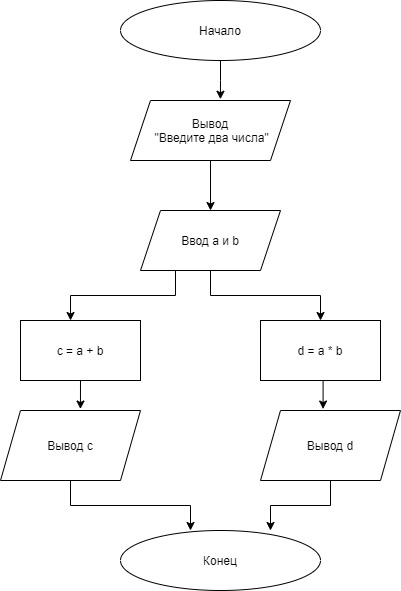 Начало
Вывод
"Введите два числа"
Ввод a и b
c = a + b
d = a * b
Вывод c
Вывод d
Конец